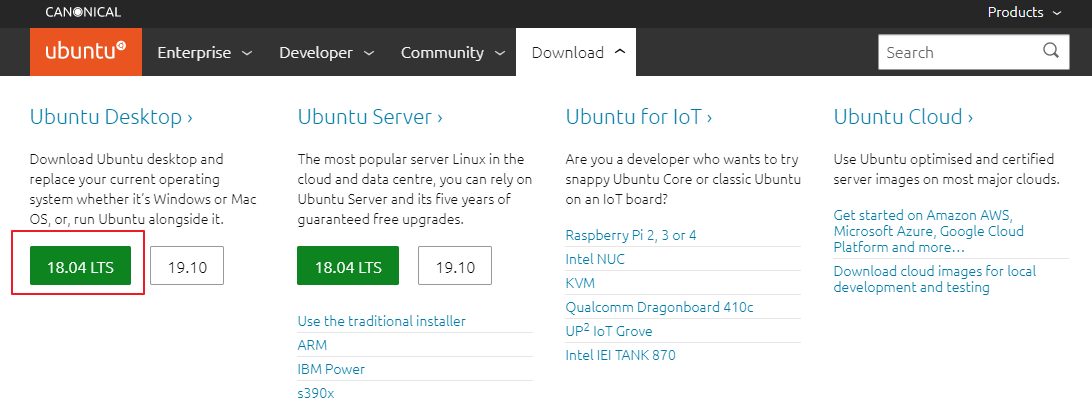 CANONICAL
Products
ubuntu
Enterprise
Developer
Community
Download
Search
Ubuntu Desktop ›
Download Ubuntu desktop and
replace your current operating
system whether it's Windows or Mac
OS, or, run Ubuntu alongside it.
18.04 LTS
19.10
Ubuntu Server ›
The most popular server Linux in the
cloud and data centre, you can rely on
Ubuntu Server and its five years of
guaranteed free upgrades.
18.04 LTS
19.10
Use the traditional installer
ARM
IBM Power
s390x
Ubuntu for IoT ›
Are you a developer who wants to try
snappy Ubuntu Core or classic Ubuntu
on an IoT board?
Raspberry Pi 2, 3 or 4
Intel NUC
KVM
Qualcomm Dragonboard 410c
UP² IoT Grove
Intel IEI TANK 870
Ubuntu Cloud ›
Use Ubuntu optimised and certified
server images on most major clouds.
Get started on Amazon AWS,
Microsoft Azure, Google Cloud
Platform and more…
Download cloud images for local
development and testing